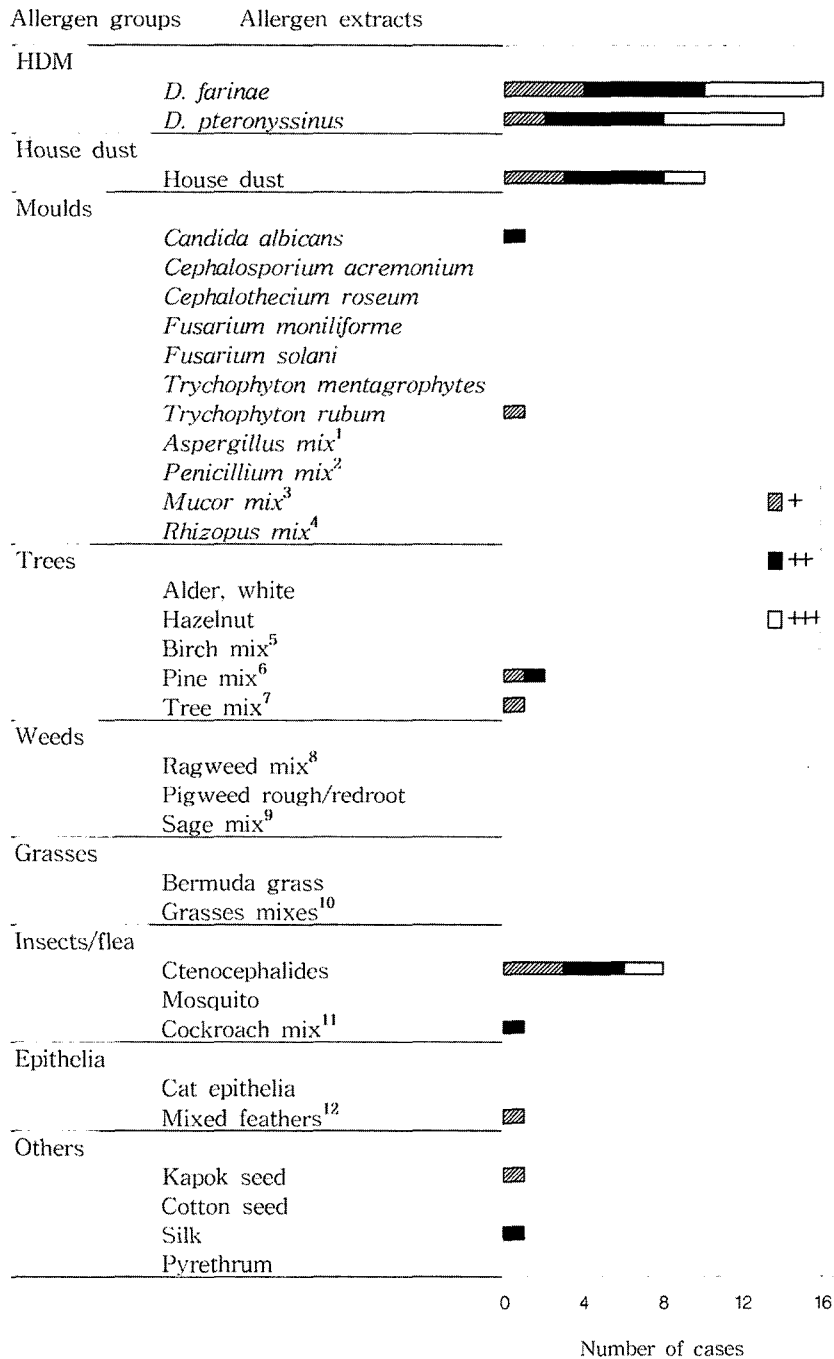 Allergen groups Allergen extracts
HDM
D. farinae
D. pteronyssinus
House dust
House dust
Moulds
Candida albicans
Cephalosporium acremonium
Cephalothecium roseum
Fusarium moniliforme
Fusarium solani
Trychophyton mentagrophytes
Trychophyton rubum
Aspergillus mix1
Penicillium mix2
Mucor mix3 +
Rhizopus mix4
Trees ++
Alder, white
Hazelnut +++
Birch mix5
Pine mix6
Tree mix7
Weeds
Ragweed mix8
Pigweed rough/redroot
Sage mix9
Grasses
Bermuda grass
Grasses mixes10
Insects/flea
Ctenocephalides
Mosquito
Cockroach mix11
Epithelia
Cat epithelia
Mixed feathers12
Others
Kapok seed
Cotton seed
Silk
Pyrethrum
0 4 8 12 16
Number of cases